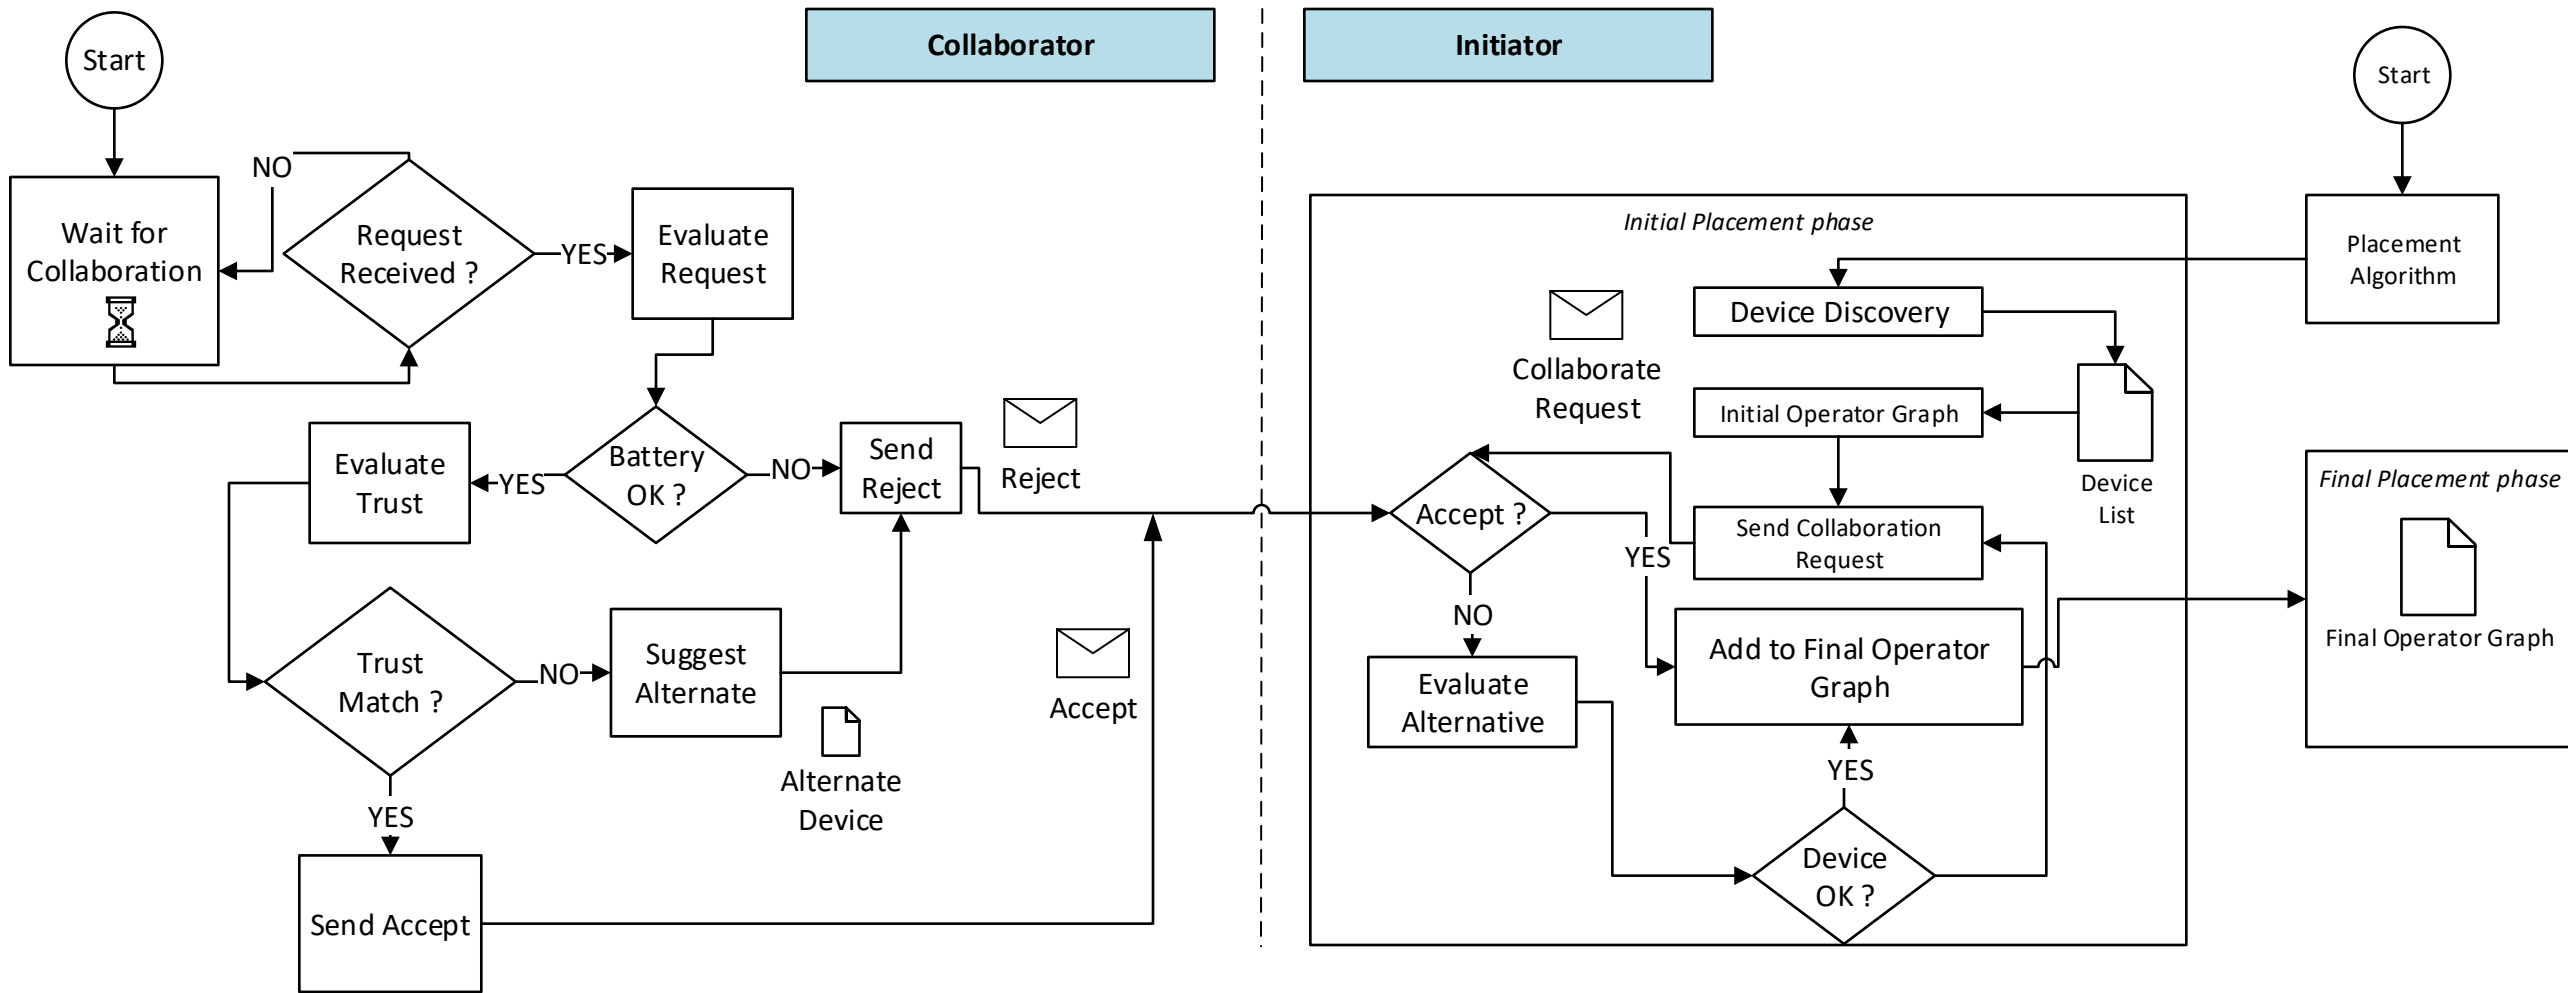 Collaborator
Start
NO
Wait for
Collaboration
Request
Received ?
YES
Evaluate
Request
Evaluate
Trust
YES
Battery
OK ?
NO
Send
Reject
Reject
Trust
Match ?
NO
Suggest
Alternate
Alternate
Device
Accept
YES
Send Accept
Initiator
Start
Placement
Algorithm
Initial Placement phase
Device Discovery
Collaborate
Request
Initial Operator Graph
Device
List
Accept ?
YES
Send Collaboration
Request
NO
Add to Final Operator
Graph
Evaluate
Alternative
YES
Device
OK ?
Final Placement phase
Final Operator Graph